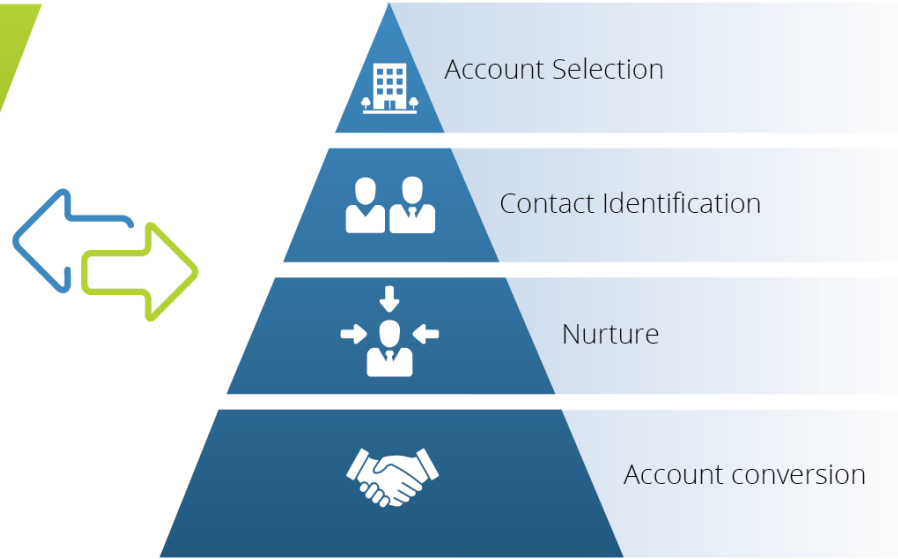 Account Selection
Contact Identification
Nurture
Account conversion